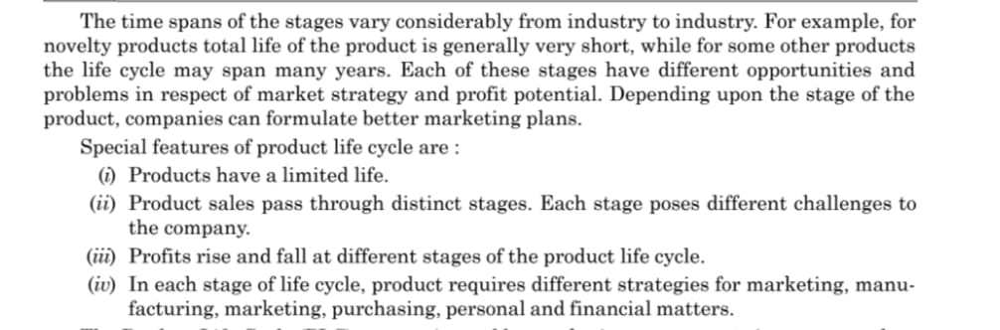 The time spans of the stages vary considerably from industry to industry. For example, for
novelty products total life of the product is generally very short, while for some other products
the life cycle may span many years. Each of these stages have different opportunities and
problems in respect of market strategy and profit potential. Depending upon the stage of the
product, companies can formulate better marketing plans.
Special features of product life cycle are :
(i) Products have a limited life.
(ii) Product sales pass through distinct stages. Each stage poses different challenges to
the company.
(iii) Profits rise and fall at different stages of the product life cycle.
(iv) In each stage of life cycle, product requires different strategies for marketing, manu-
facturing, marketing, purchasing, personal and financial matters.